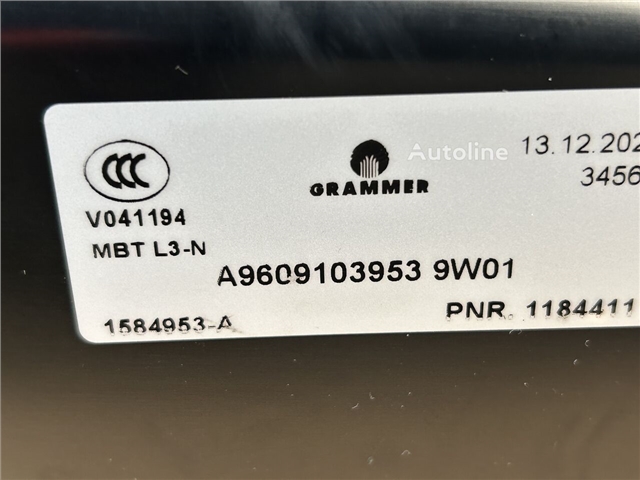 CCC
GRAMMER
Autoline
13.12.202
3456
V041194
MBT L3-N
A9609103953 9W01
1584953-A
PNR. 1184411